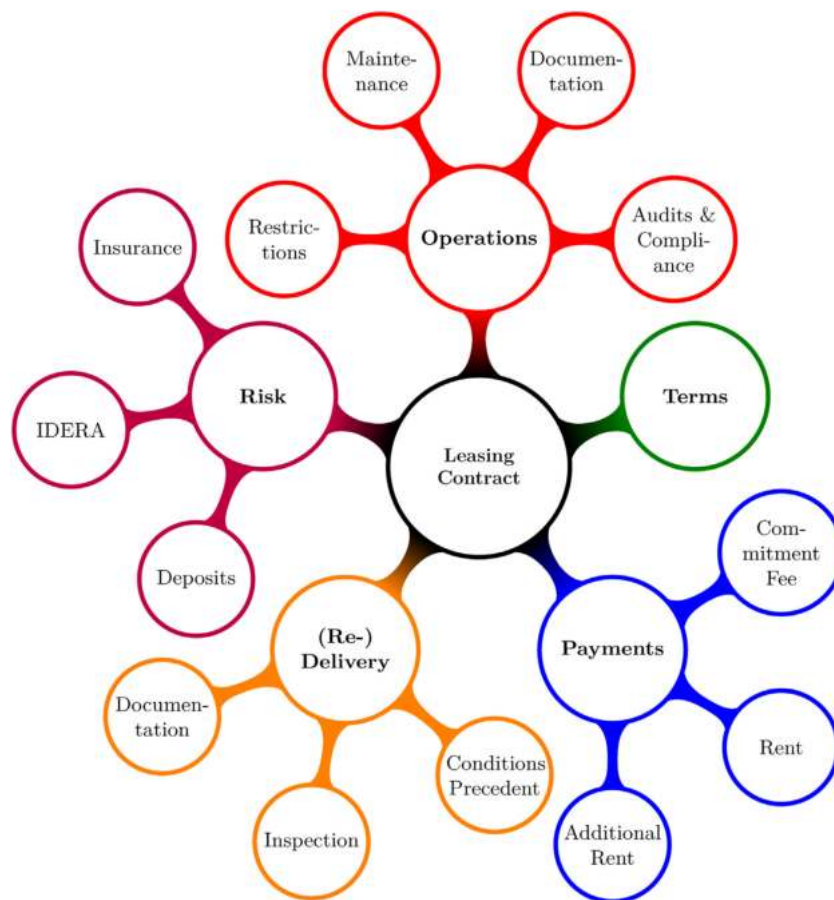 Mainte-
nance
Documen-
tation
Restric-
tions
Operations
Audits &
Compli-
ance
Insurance
Risk
Terms
IDERA
Leasing
Contract
Com-
mitment
Fee
Deposits
(Re-)
Delivery
Payments
Documen-
tation
Rent
Conditions
Precedent
Inspection
Additional
Rent